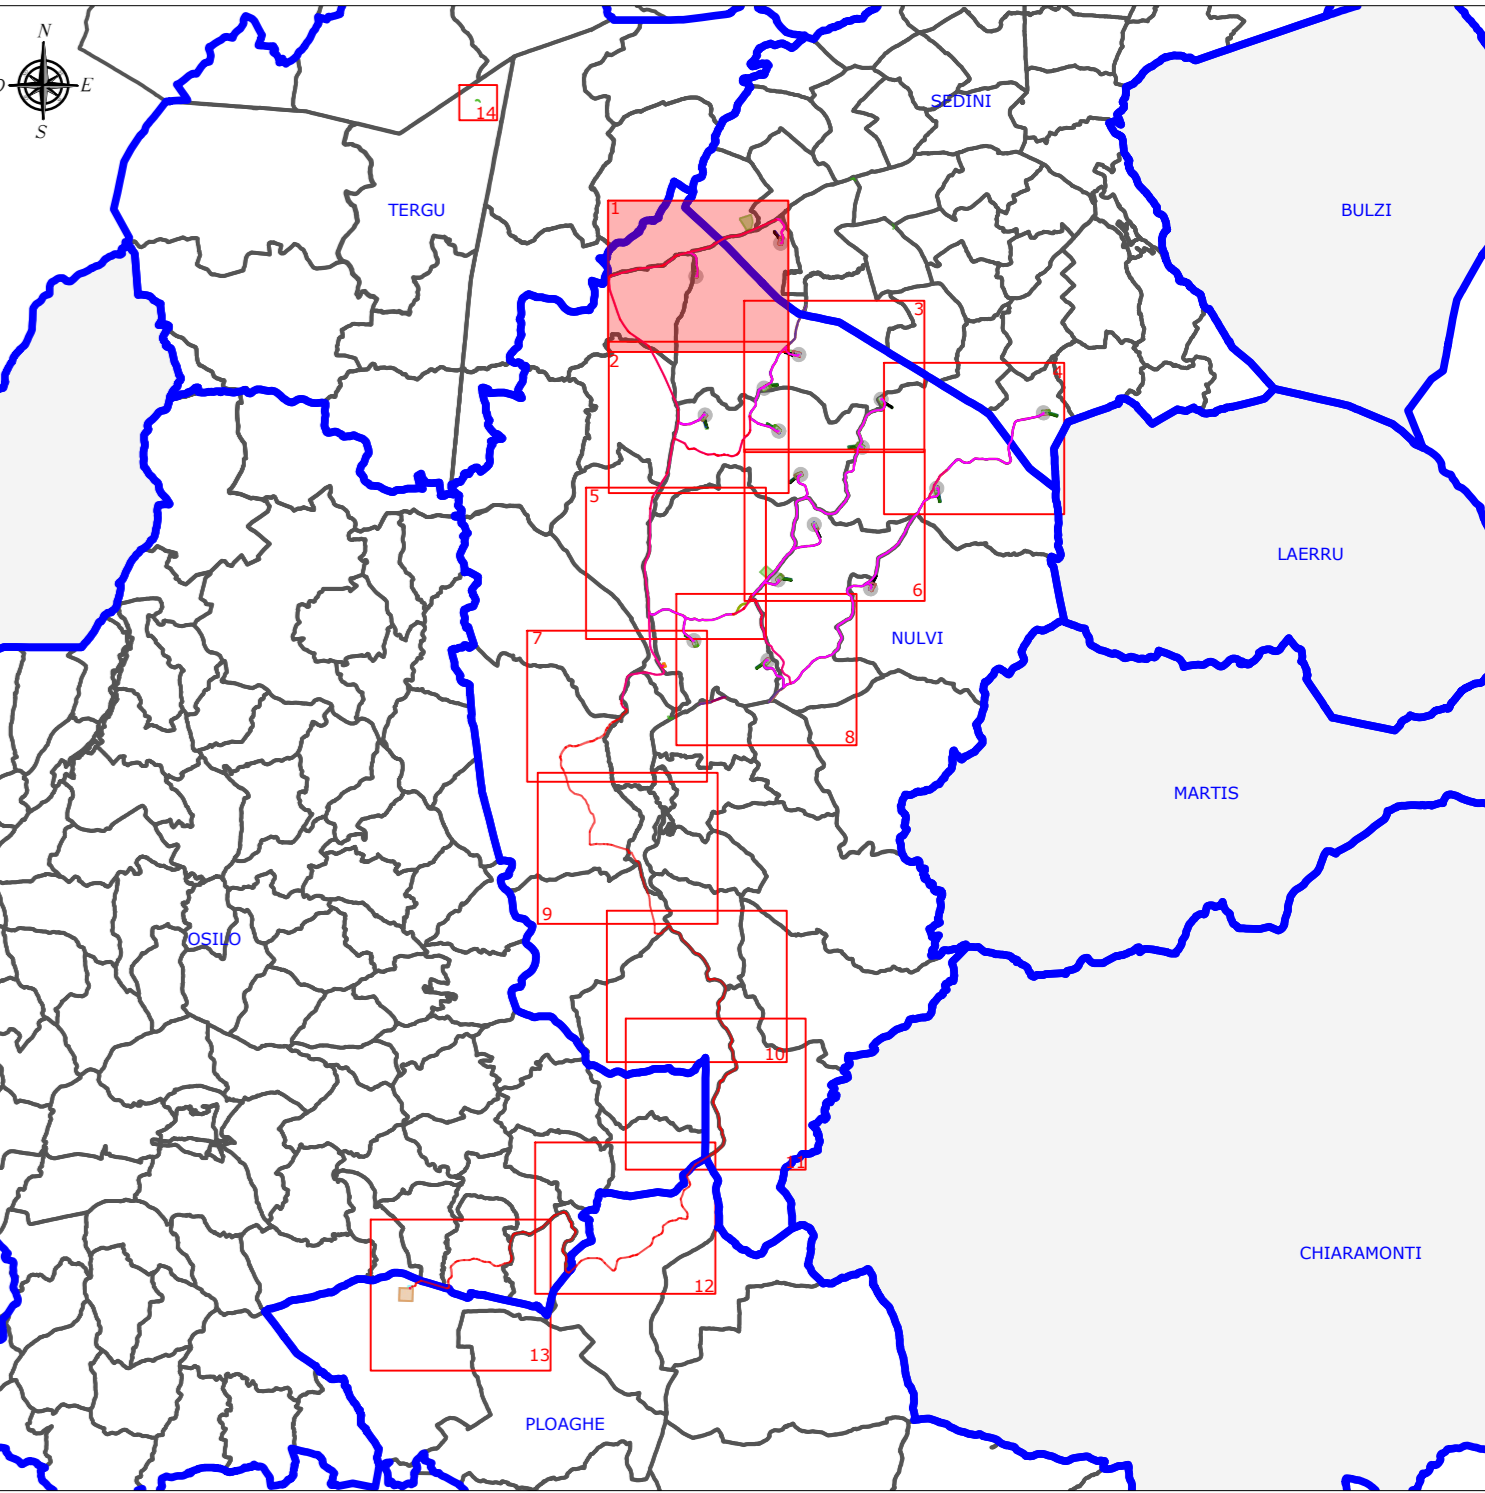 N
O
E
S
14
SEDINI
TERGU
1
BULZI
3
2
4
5
LAERRU
6
7
NULVI
8
MARTIS
9
OSILO
10
11
CHIARAMONTI
12
13
PLOAGHE